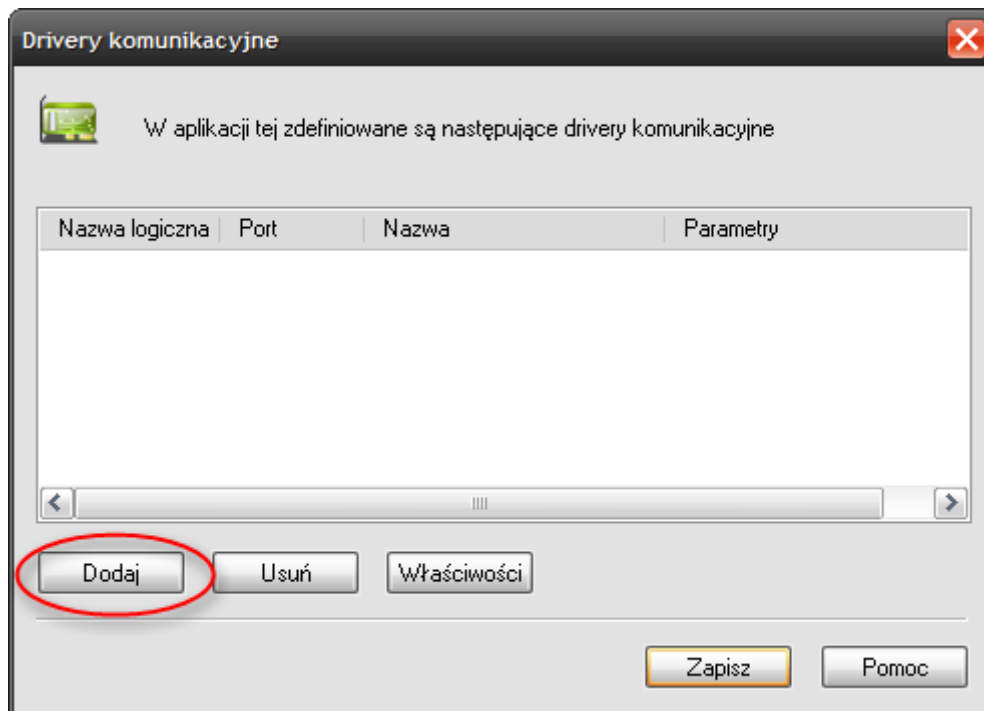 Drivery komunikacyjne
W aplikacji tej zdefiniowane są następujące drivery komunikacyjne
Nazwa logiczna Port Nazwa Parametry
Dodaj Usuń Właściwości
Zapisz Pomoc